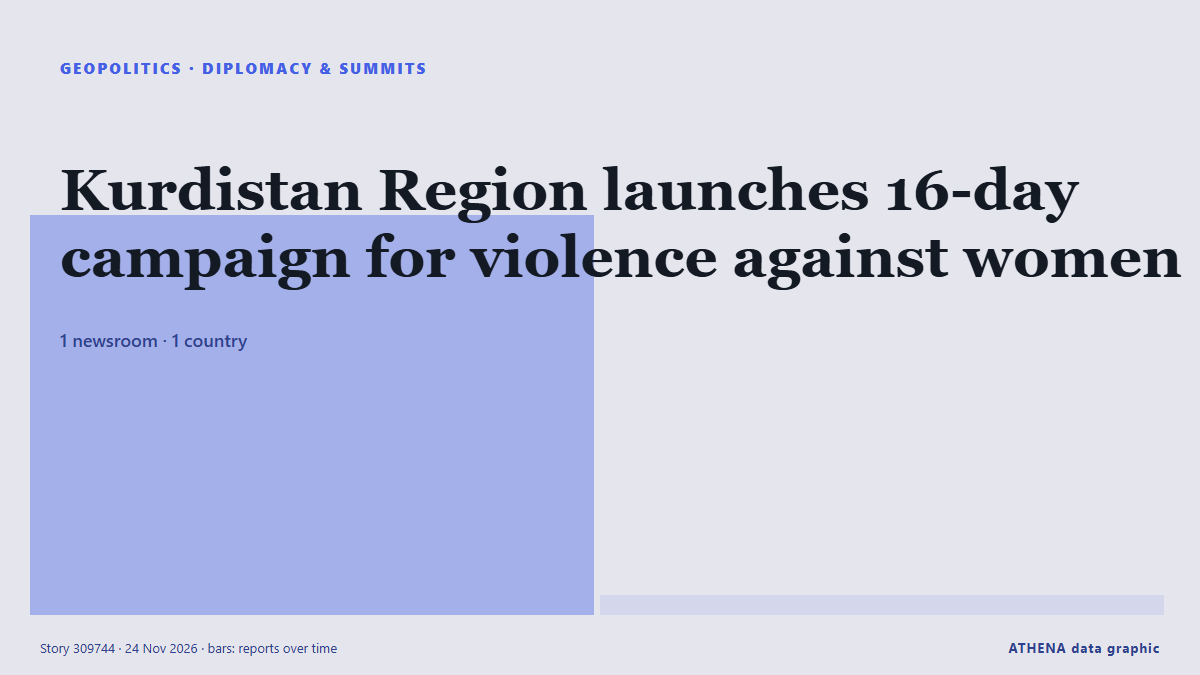 GEOPOLITICS · DIPLOMACY & SUMMITS
Kurdistan Region launches 16-day
campaign for violence against women
1 newsroom · 1 country
Story 309744 · 24 Nov 2026 · bars: reports over time
ATHENA data graphic